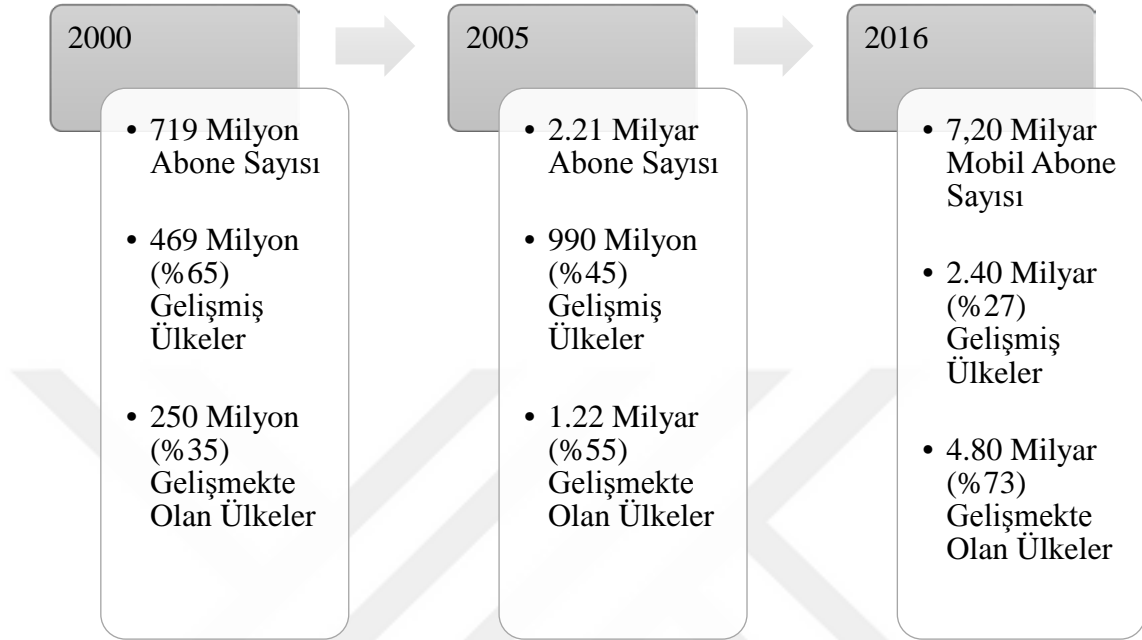 2000
• 719 Milyon
Abone Sayısı
• 469 Milyon
(%65)
Gelişmiş
Ülkeler
• 250 Milyon
(%35)
Gelişmekte
Olan Ülkeler
2005
• 2.21 Milyar
Abone Sayısı
• 990 Milyon
(%45)
Gelişmiş
Ülkeler
• 1.22 Milyar
(%55)
Gelişmekte
Olan Ülkeler
2016
• 7,20 Milyar
Mobil Abone
Sayısı
• 2.40 Milyar
(%27)
Gelişmiş
Ülkeler
• 4.80 Milyar
(%73)
Gelişmekte
Olan Ülkeler